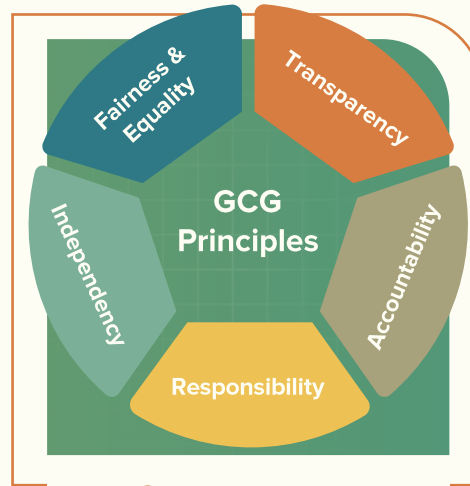 Fairness &
Equality
Transparency
GCG
Principles
Independency
Accountability
Responsibility